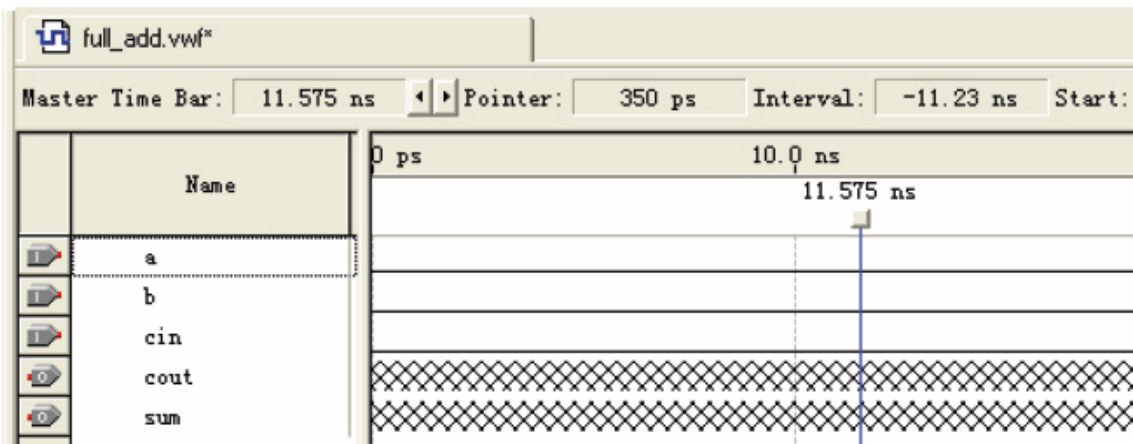 full_add.vwf*
Master Time Bar: 11.575 ns Pointer: 350 ps Interval: -11.23 ns Start:
Name
0 ps 10.0 ns
11.575 ns
a
b
cin
cout
sum